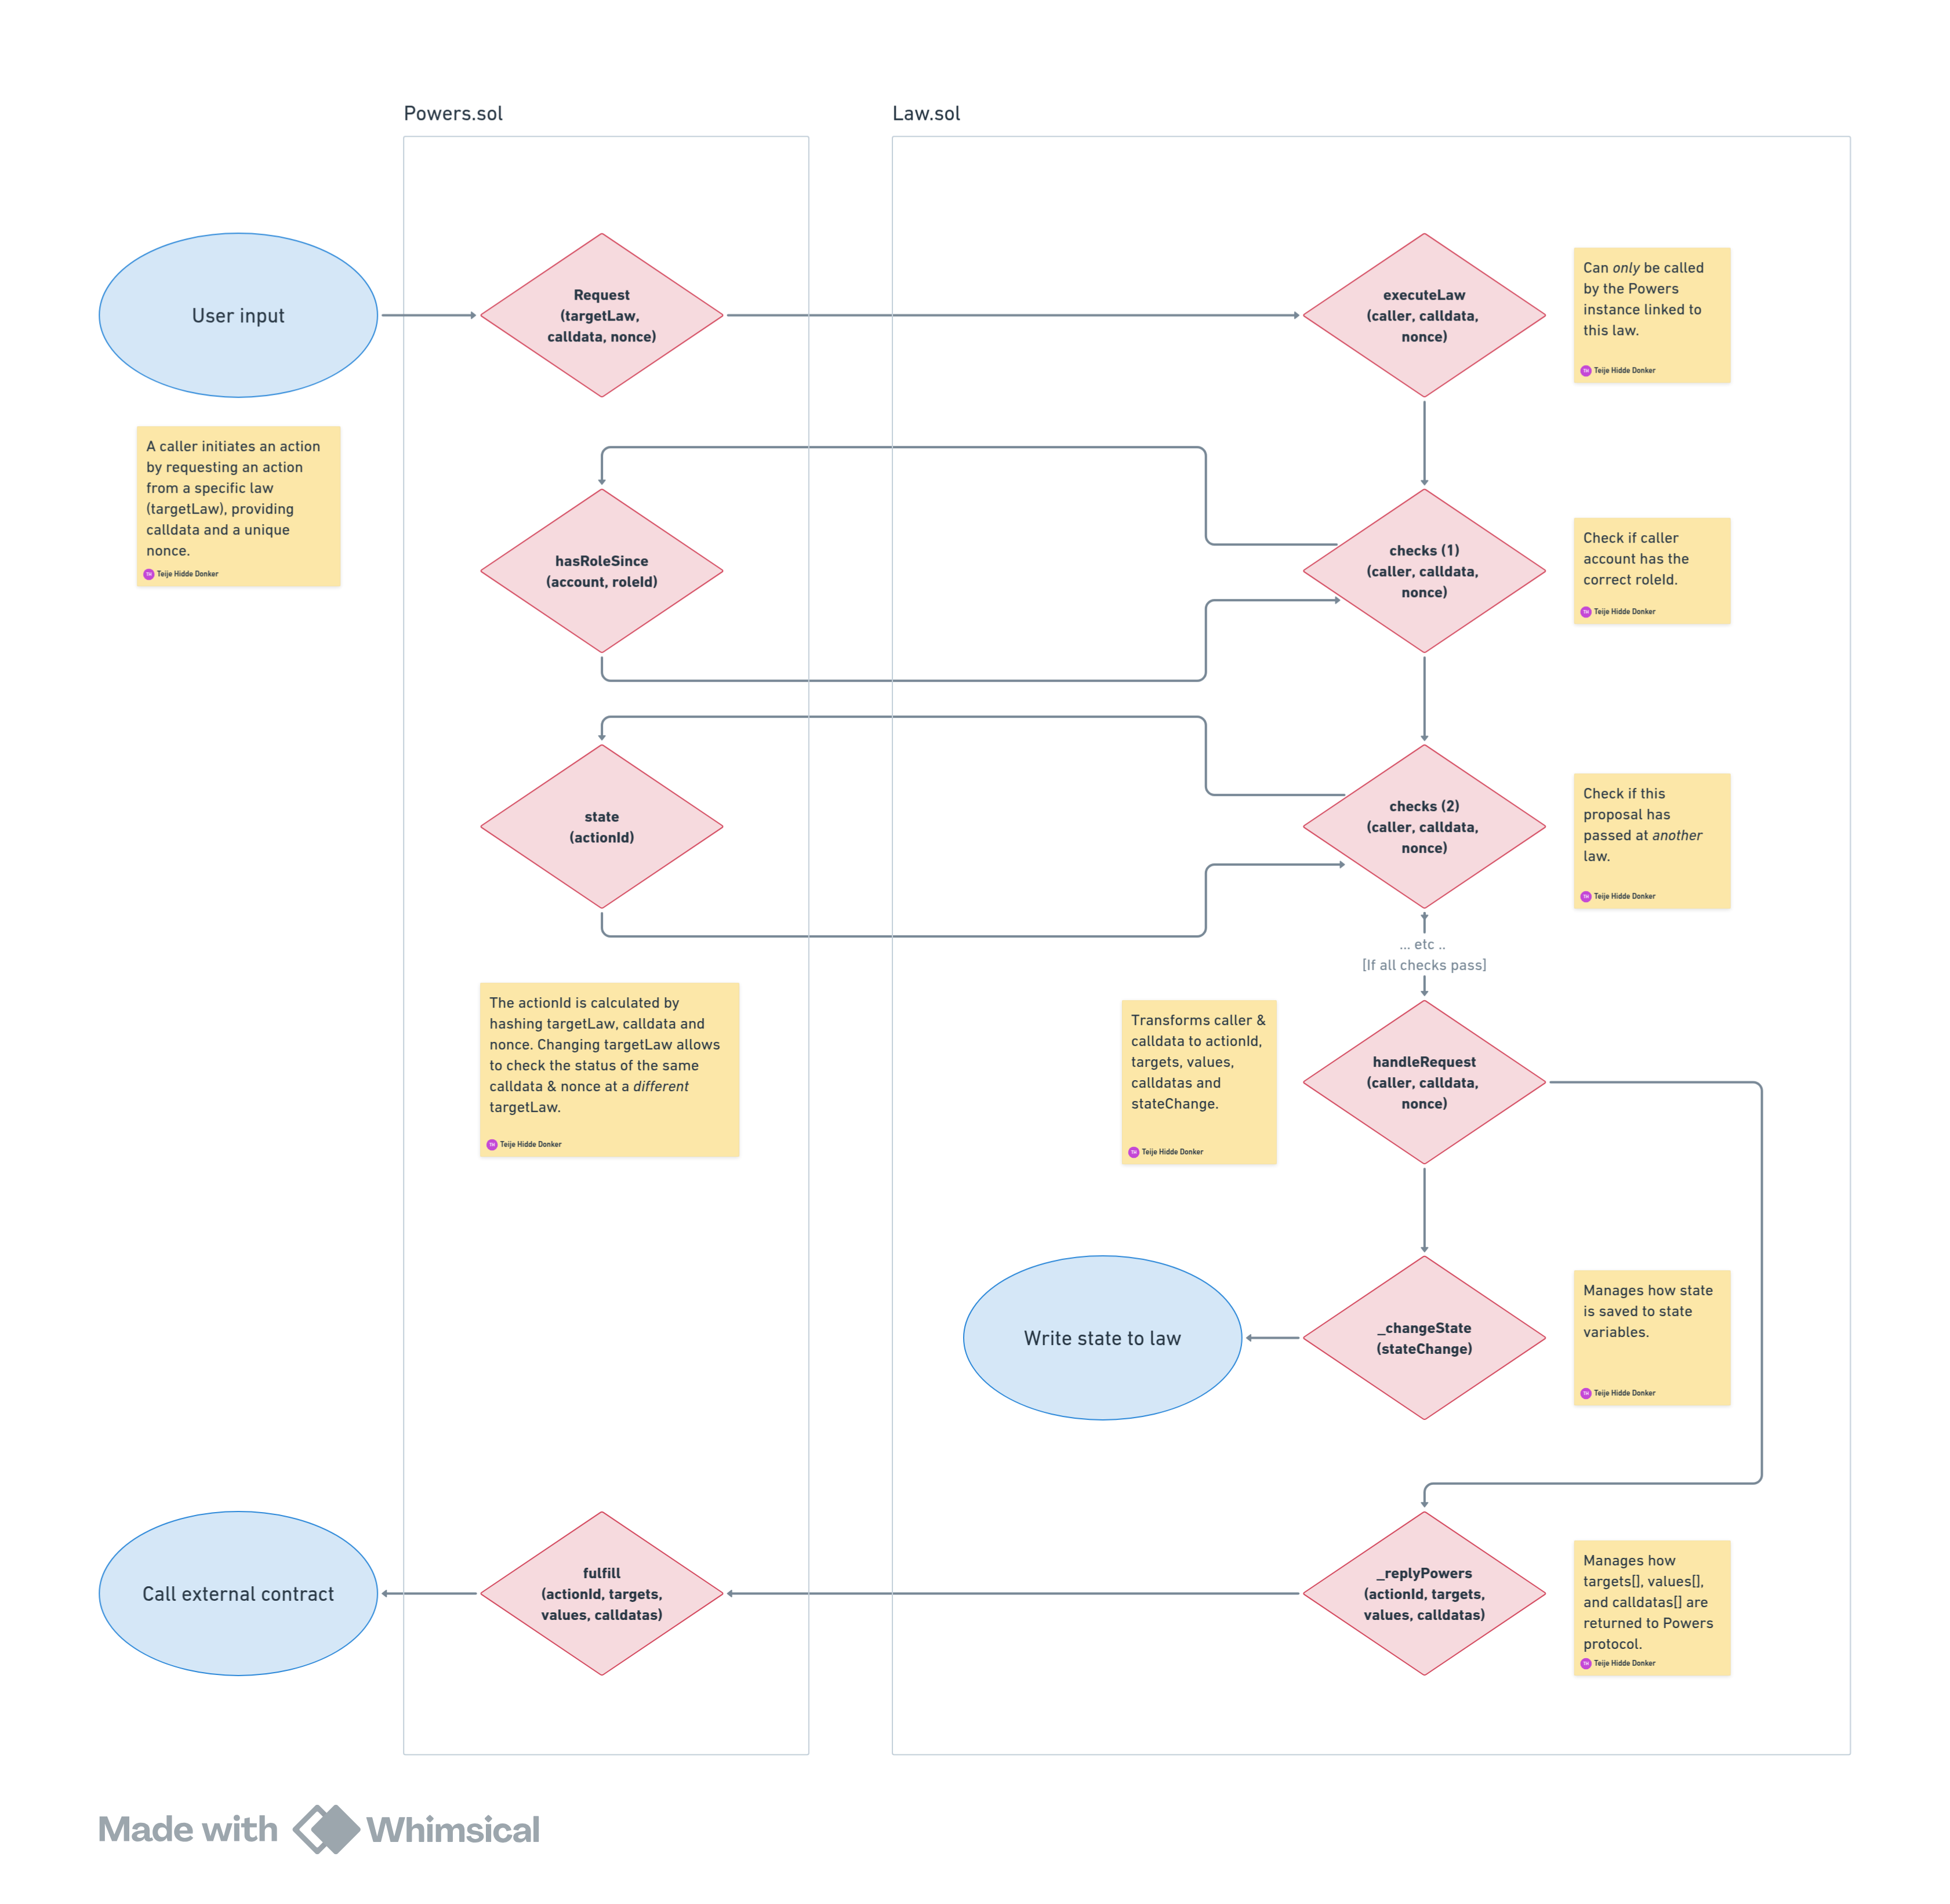 Powers.sol
Law.sol
User input
Request
(targetLaw,
calldata, nonce)
executeLaw
(caller, calldata,
nonce)
Can only be called
by the Powers
instance linked to
this law.
TH Teije Hidde Donker
A caller initiates an action
by requesting an action
from a specific law
(targetLaw), providing
calldata and a unique
nonce.
TH Teije Hidde Donker
hasRoleSince
(account, roleId)
checks (1)
(caller, calldata,
nonce)
Check if caller
account has the
correct roleId.
TH Teije Hidde Donker
state
(actionId)
checks (2)
(caller, calldata,
nonce)
Check if this
proposal has
passed at another
law.
TH Teije Hidde Donker
... etc ..
[If all checks pass]
The actionId is calculated by
hashing targetLaw, calldata and
nonce. Changing targetLaw allows
to check the status of the same
calldata & nonce at a different
targetLaw.
TH Teije Hidde Donker
Transforms caller &
calldata to actionId,
targets, values,
calldatas and
stateChange.
TH Teije Hidde Donker
handleRequest
(caller, calldata,
nonce)
Write state to law
_changeState
(stateChange)
Manages how state
is saved to state
variables.
TH Teije Hidde Donker
Call external contract
fulfill
(actionId, targets,
values, calldatas)
_replyPowers
(actionId, targets,
values, calldatas)
Manages how
targets[], values[],
and calldatas[] are
returned to Powers
protocol.
TH Teije Hidde Donker
Made with Whimsical